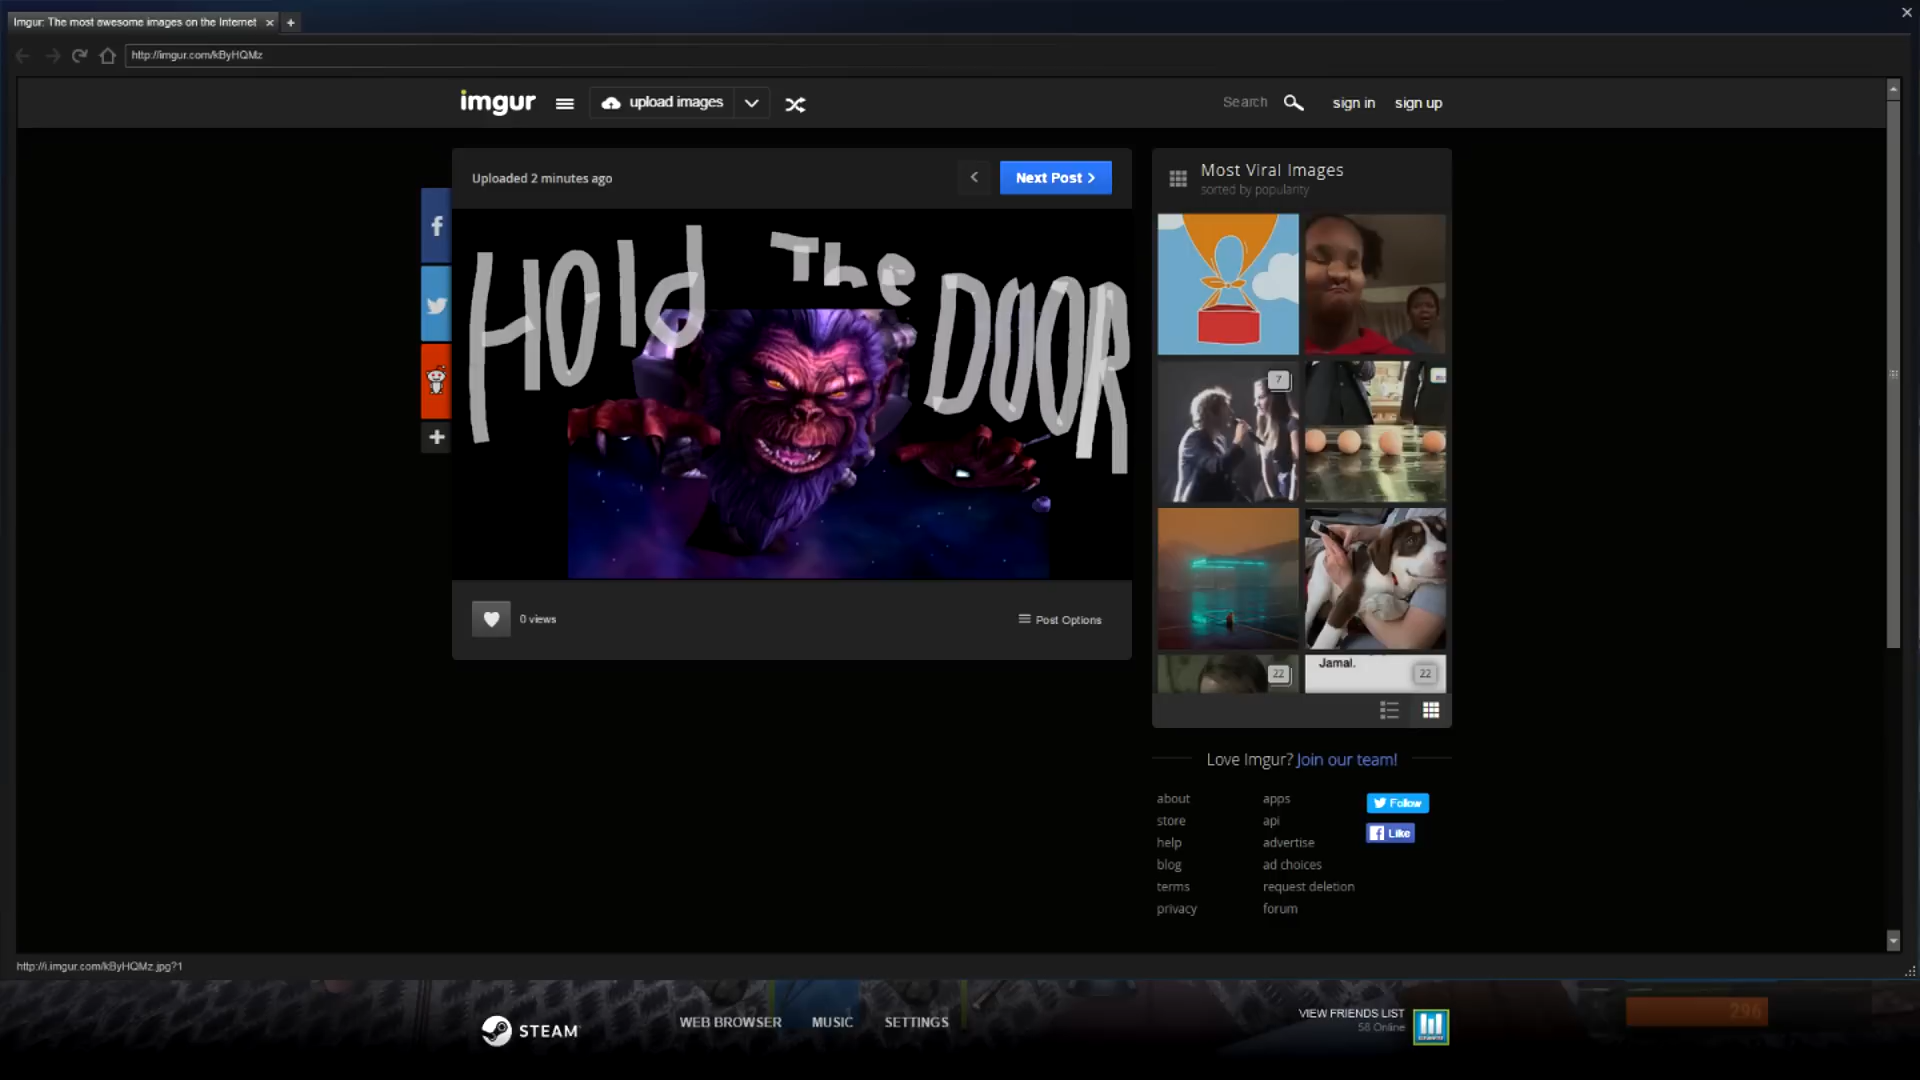 Imgur: The most awesome images on the Internet
http://imgur.com/kByHQMz
imgur
upload images
Search
sign in
sign up
Uploaded 2 minutes ago
Next Post
Hold The DOOR
0 views
Post Options
Most Viral Images
sorted by popularity
7
22
Jamal.
22
Love Imgur? Join our team!
about
apps
Follow
store
api
Like
help
advertise
blog
ad choices
terms
request deletion
privacy
forum
http://i.imgur.com/kByHQMz.jpg?1
STEAM
WEB BROWSER
MUSIC
SETTINGS
VIEW FRIENDS LIST
58 Online
296